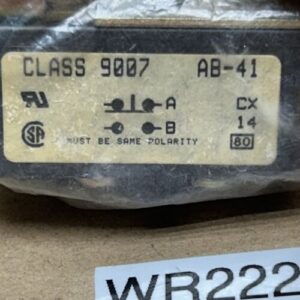 CLASS 9007 AB-41
A CX
B 14
MUST BE SAME POLARITY 80
WR222